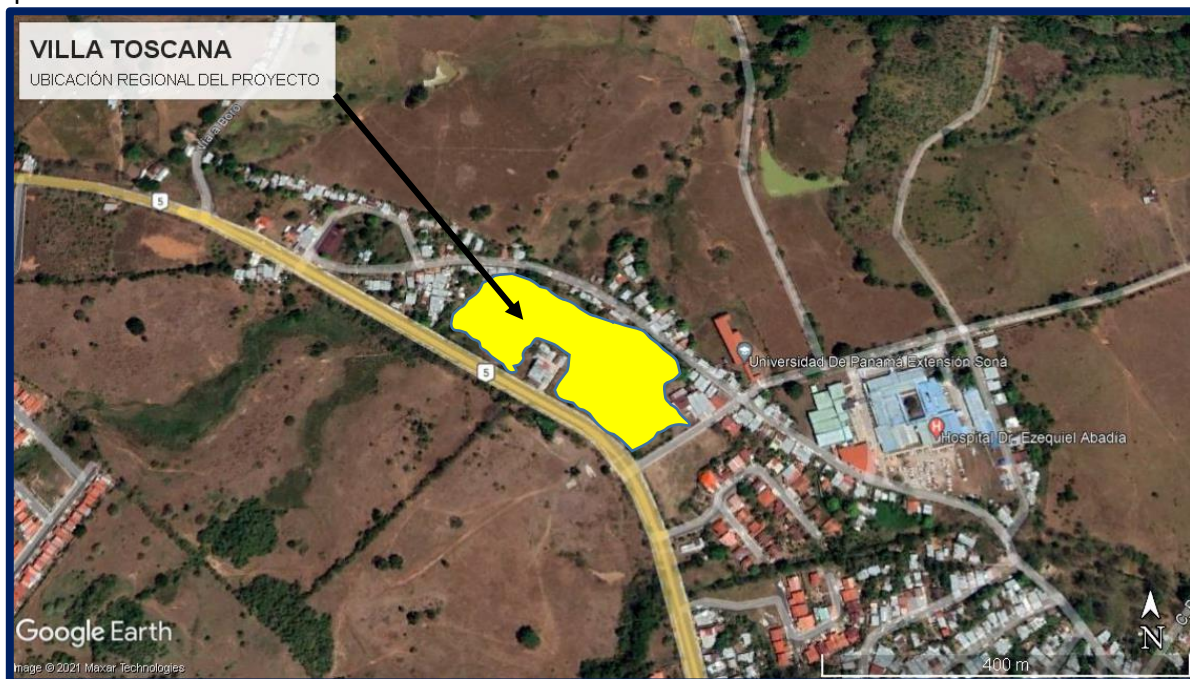 VILLA TOSCANA
UBICACIÓN REGIONAL DEL PROYECTO
5
5
Universidad De Panamá Extensión Soná
Hospital Dr. Ezequiel Abadía
Google Earth
Image © 2021 Maxar Technologies
400 m
N